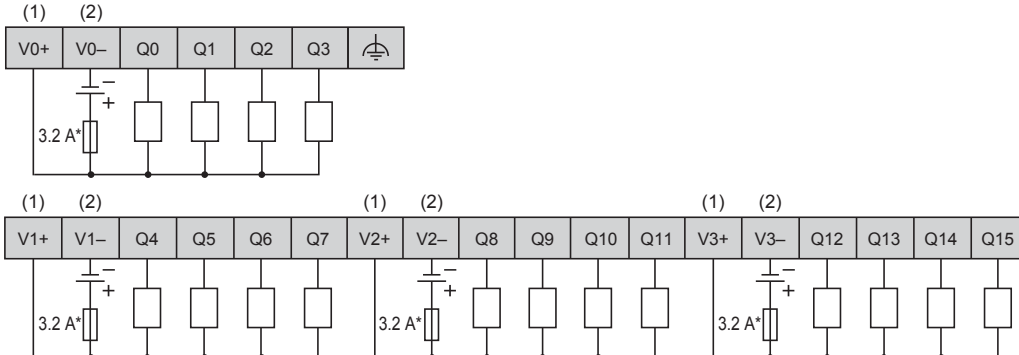 (1) (2)
V0+ V0– Q0 Q1 Q2 Q3
– 
+
3.2 A*
(1) (2) (1) (2) (1) (2)
V1+ V1– Q4 Q5 Q6 Q7 V2+ V2– Q8 Q9 Q10 Q11 V3+ V3– Q12 Q13 Q14 Q15
– – –
+ + +
3.2 A* 3.2 A* 3.2 A*